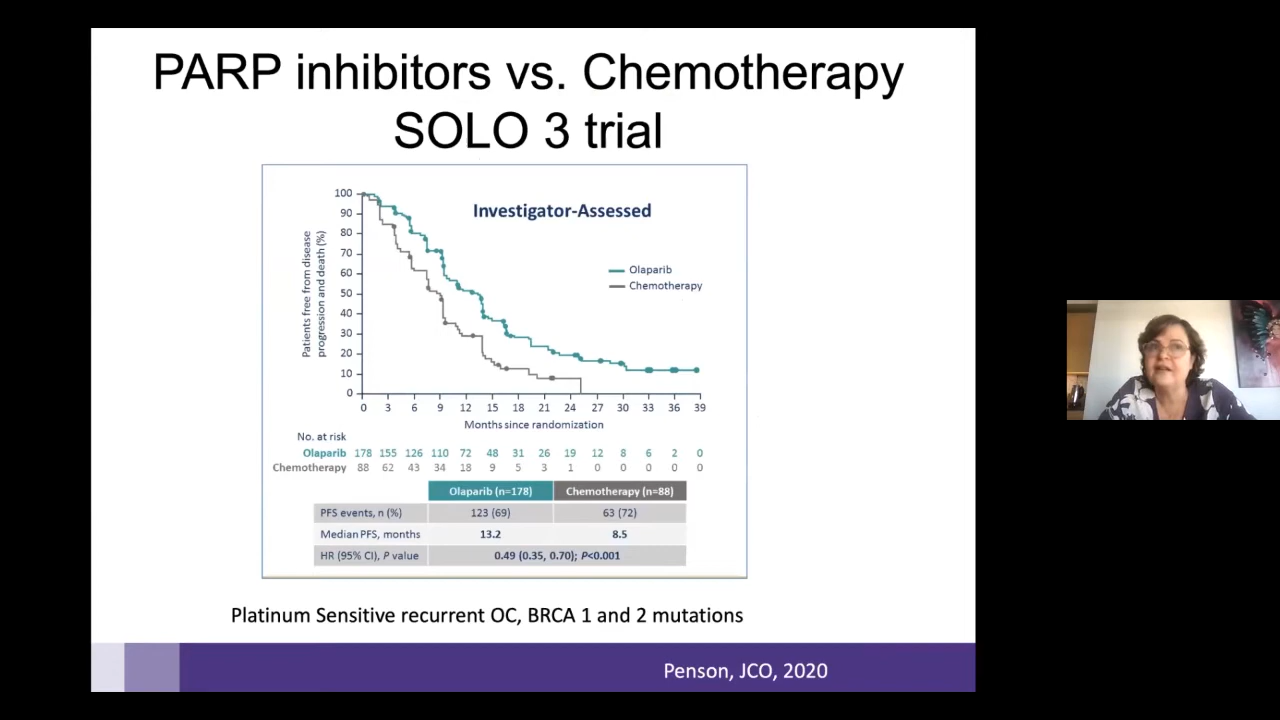 PARP inhibitors vs. Chemotherapy
SOLO 3 trial
Investigator-Assessed
Patients free from disease
progression and death (%)
100
90
80
70
60
50
40
30
20
10
0
Olaparib
Chemotherapy
0 3 6 9 12 15 18 21 24 27 30 33 36 39
Months since randomization
No. at risk
Olaparib 178 155 126 110 72 48 31 26 19 12 8 6 2 0
Chemotherapy 88 62 43 34 18 9 5 3 1 0 0 0 0 0
Olaparib (n=178) Chemotherapy (n=88)
PFS events, n (%) 123 (69) 63 (72)
Median PFS, months 13.2 8.5
HR (95% CI), P value 0.49 (0.35, 0.70); P<0.001
Platinum Sensitive recurrent OC, BRCA 1 and 2 mutations
Penson, JCO, 2020